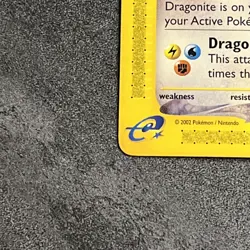 Dragonite is on y
your Active Poké
Drago
This atta
times th
weakness resist
© 2002 Pokémon / Nintendo
e